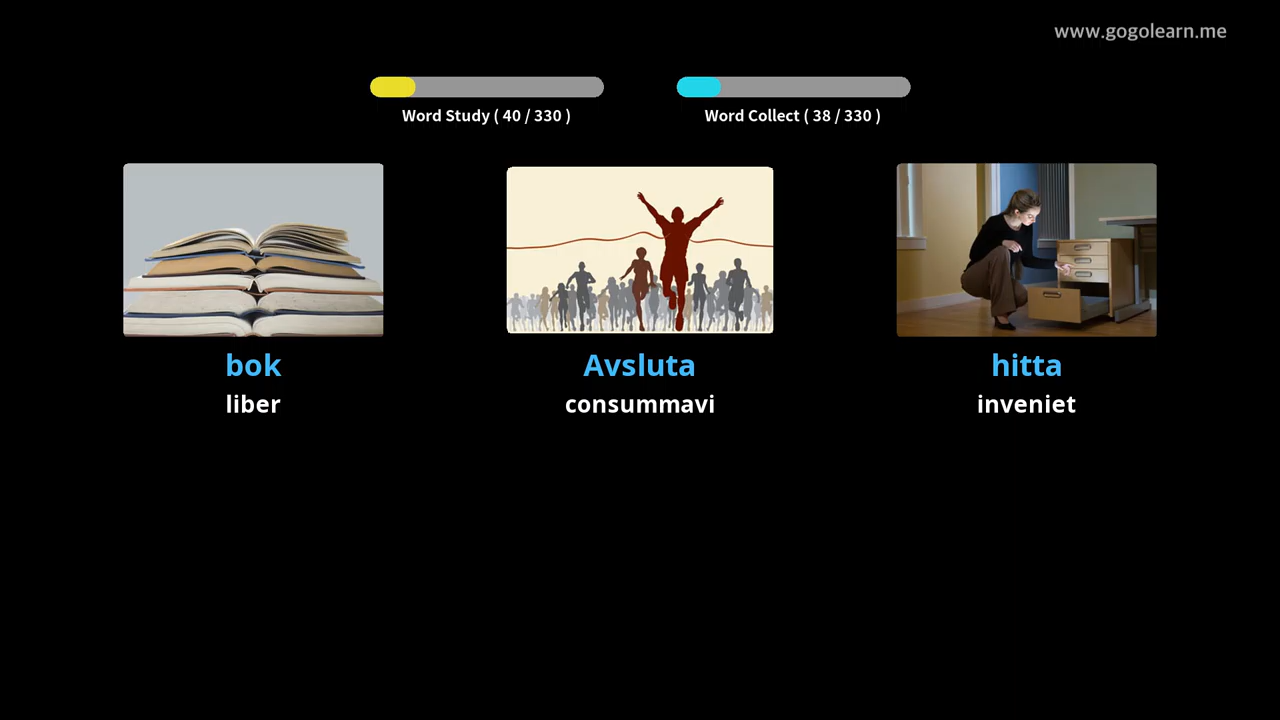 www.gogolearn.me
Word Study ( 40 / 330 )
Word Collect ( 38 / 330 )
bok
liber
Avsluta
consummavi
hitta
inveniet